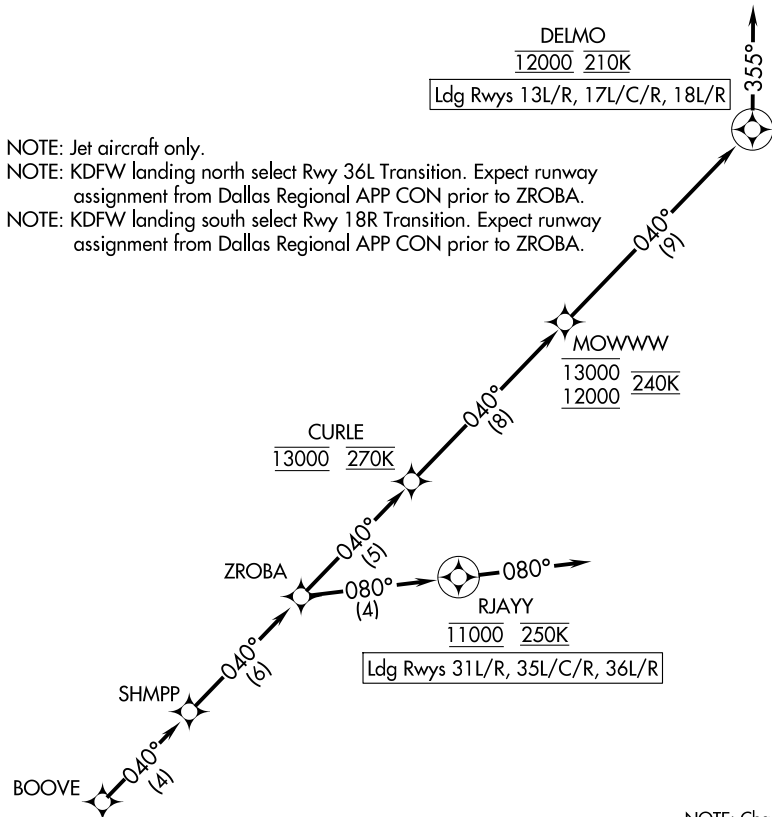 DELMO
12000 210K
Ldg Rwys 13L/R, 17L/C/R, 18L/R
355°
NOTE: Jet aircraft only.
NOTE: KDFW landing north select Rwy 36L Transition. Expect runway
assignment from Dallas Regional APP CON prior to ZROBA.
NOTE: KDFW landing south select Rwy 18R Transition. Expect runway
assignment from Dallas Regional APP CON prior to ZROBA.
040°
(9)
MOWWW
13000
12000
240K
040°
(8)
CURLE
13000 270K
040°
(5)
ZROBA
080°
(4)
080°
RJAYY
11000 250K
Ldg Rwys 31L/R, 35L/C/R, 36L/R
040°
(6)
SHMPP
040°
(4)
BOOVE